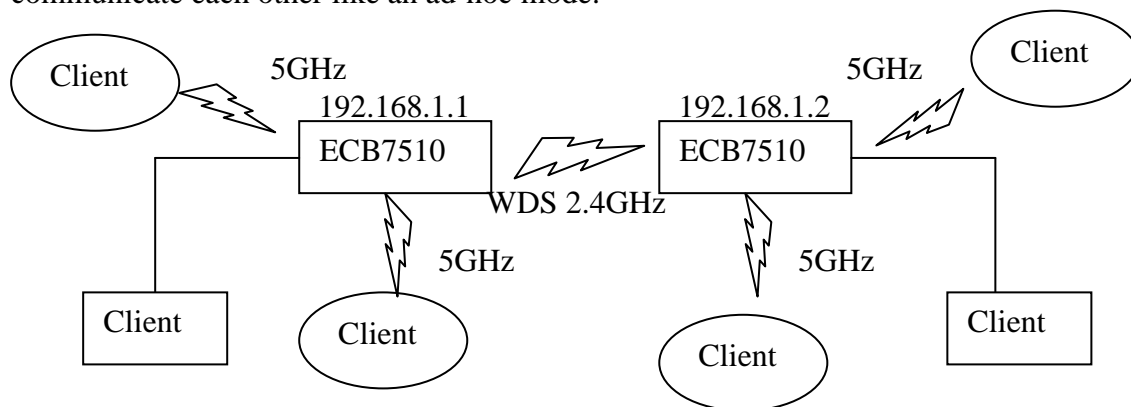 communicate each other like an ad-hoc mode.
Client
5GHz
5GHz
Client
192.168.1.1
192.168.1.2
ECB7510
ECB7510
WDS 2.4GHz
5GHz
5GHz
Client
Client
Client
Client